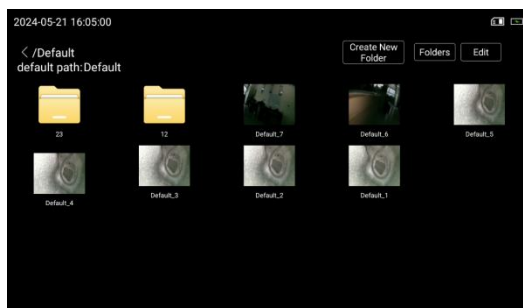 2024-05-21 16:05:00
/Default
default path:Default
Create New
Folder
Folders
Edit
23
12
Default_7
Default_6
Default_5
Default_4
Default_3
Default_2
Default_1